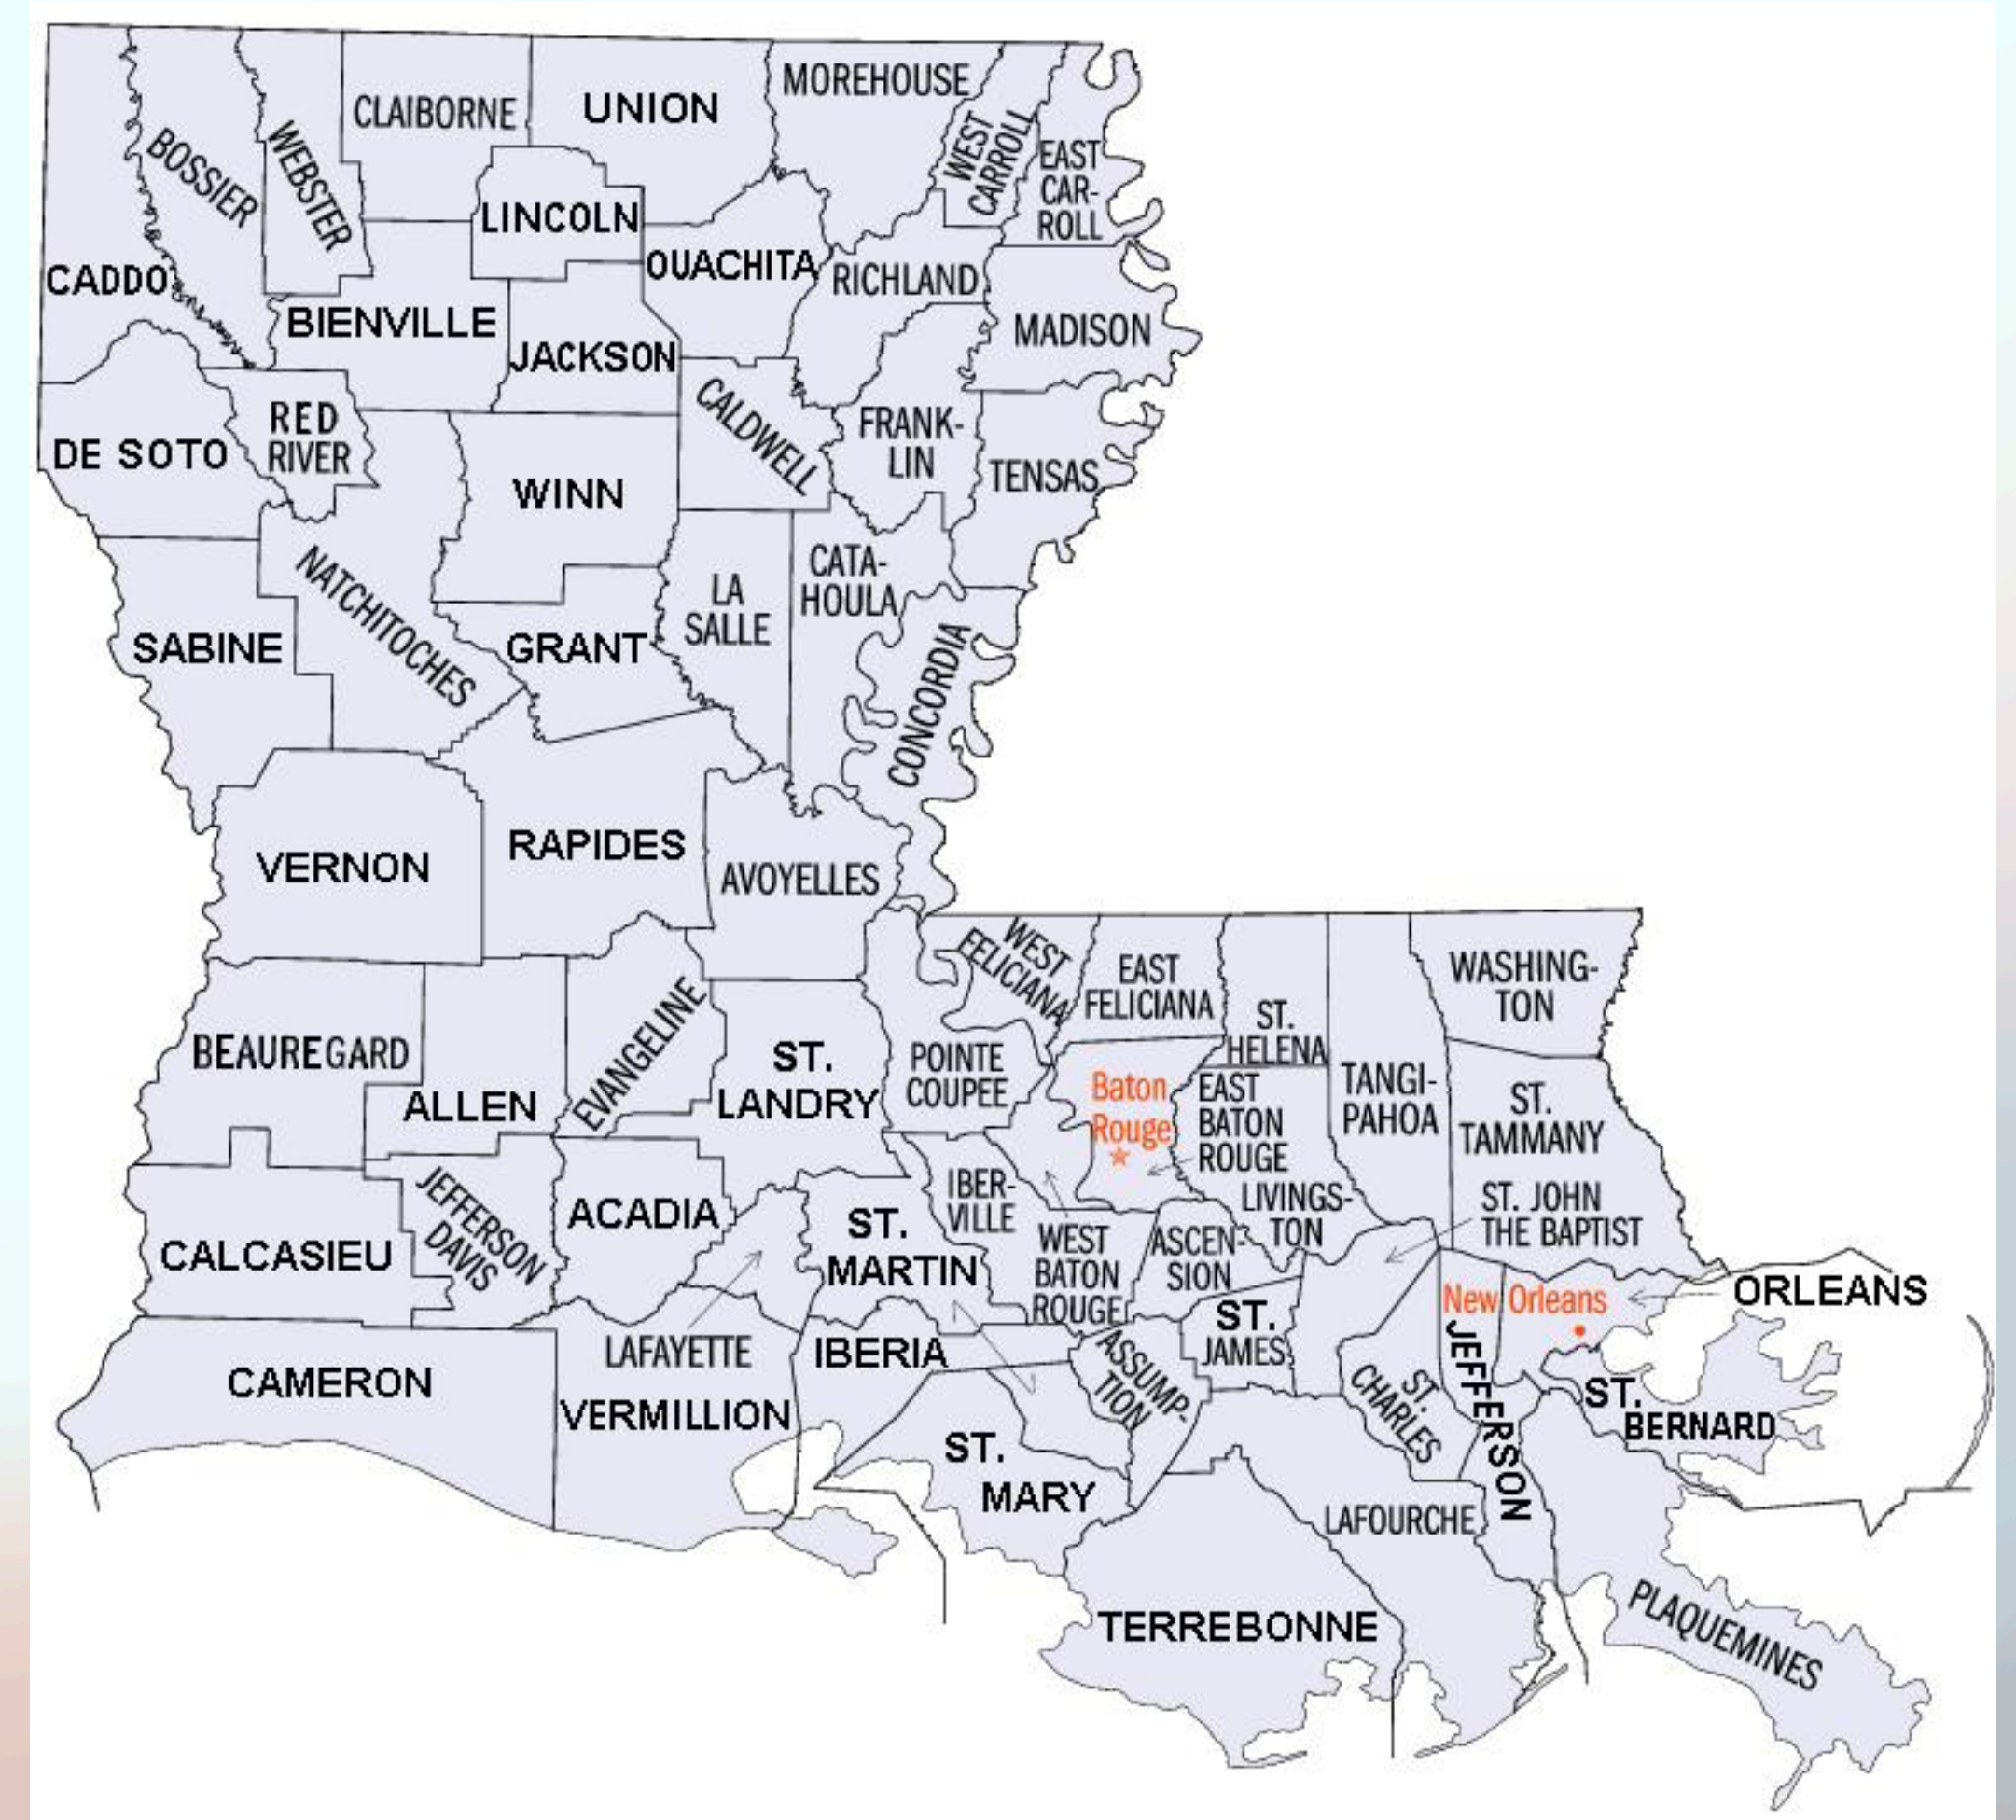 MOREHOUSE
CLAIBORNE
UNION
WEST
CARROLL
BOSSIER
WEBSTER
EAST
CAR-
ROLL
LINCOLN
CADDO
OUACHITA
RICHLAND
BIENVILLE
MADISON
JACKSON
RED
RIVER
CALDWELL
FRANK-
LIN
DE SOTO
TENSAS
WINN
NATCHITOCHES
LA
SALLE
CATA-
HOULA
SABINE
GRANT
CONCORDIA
VERNON
RAPIDES
AVOYELLES
WEST
FELICIANA
EAST
FELICIANA
WASHING-
TON
ST.
HELENA
BEAUREGARD
ALLEN
EVANGELINE
ST.
LANDRY
POINTE
COUPEE
Baton
Rouge
EAST
BATON
ROUGE
TANGI-
PAHOA
ST.
TAMMANY
IBER-
VILLE
LIVINGS-
TON
ST. JOHN
THE BAPTIST
CALCASIEU
JEFFERSON
DAVIS
ACADIA
ST.
MARTIN
WEST
BATON
ROUGE
ASCEN-
SION
New Orleans
ORLEANS
CAMERON
LAFAYETTE
VERMILLION
IBERIA
ASSUMP-
TION
ST.
JAMES
ST.
CHARLES
JEFFERSON
ST.
BERNARD
ST.
MARY
LAFOURCHE
TERREBONNE
PLAQUEMINES